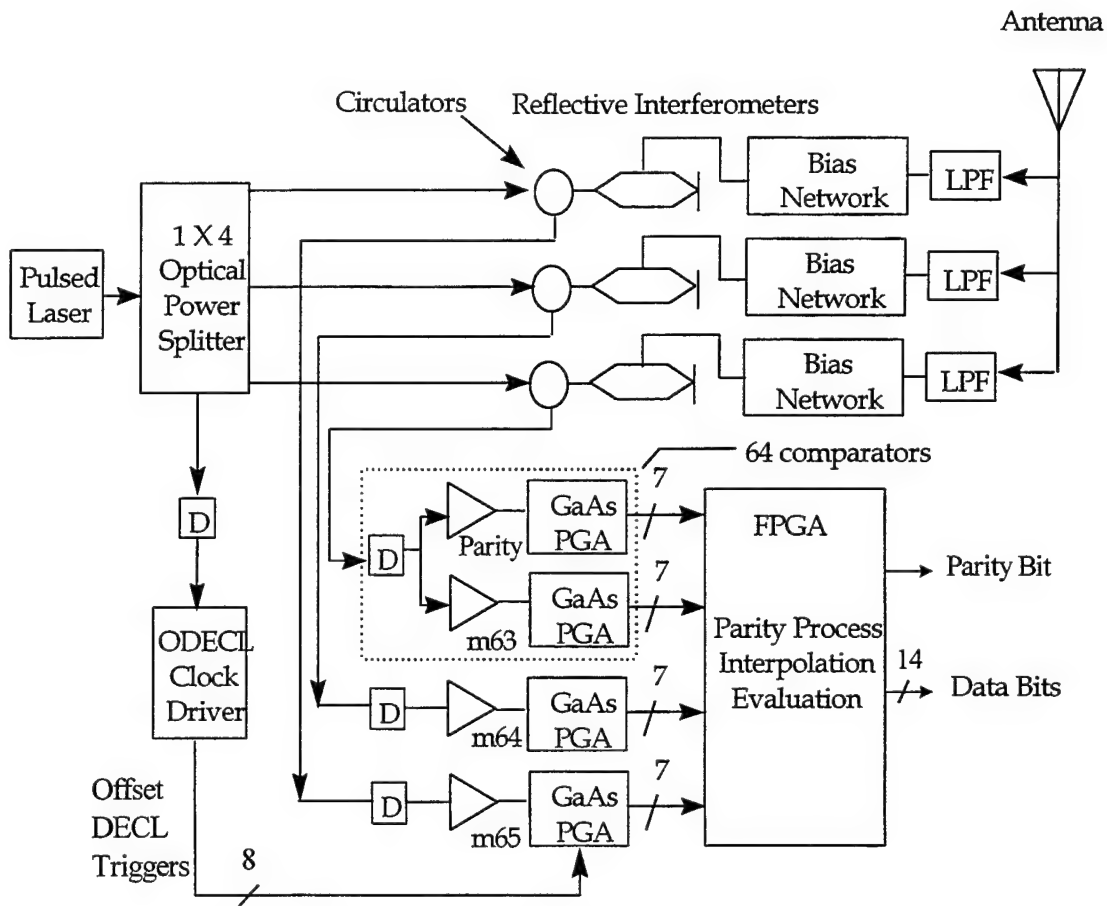 Antenna
Circulators
Reflective Interferometers
Bias
Network
LPF
1 X 4
Optical
Power
Splitter
Pulsed
Laser
Bias
Network
LPF
Bias
Network
LPF
64 comparators
D
D
Parity
GaAs
PGA
7
m63
GaAs
PGA
7
FPGA
Parity Process
Interpolation
Evaluation
Parity Bit
14
Data Bits
ODECL
Clock
Driver
D
m64
GaAs
PGA
7
D
m65
GaAs
PGA
7
Offset
DECL
Triggers
8